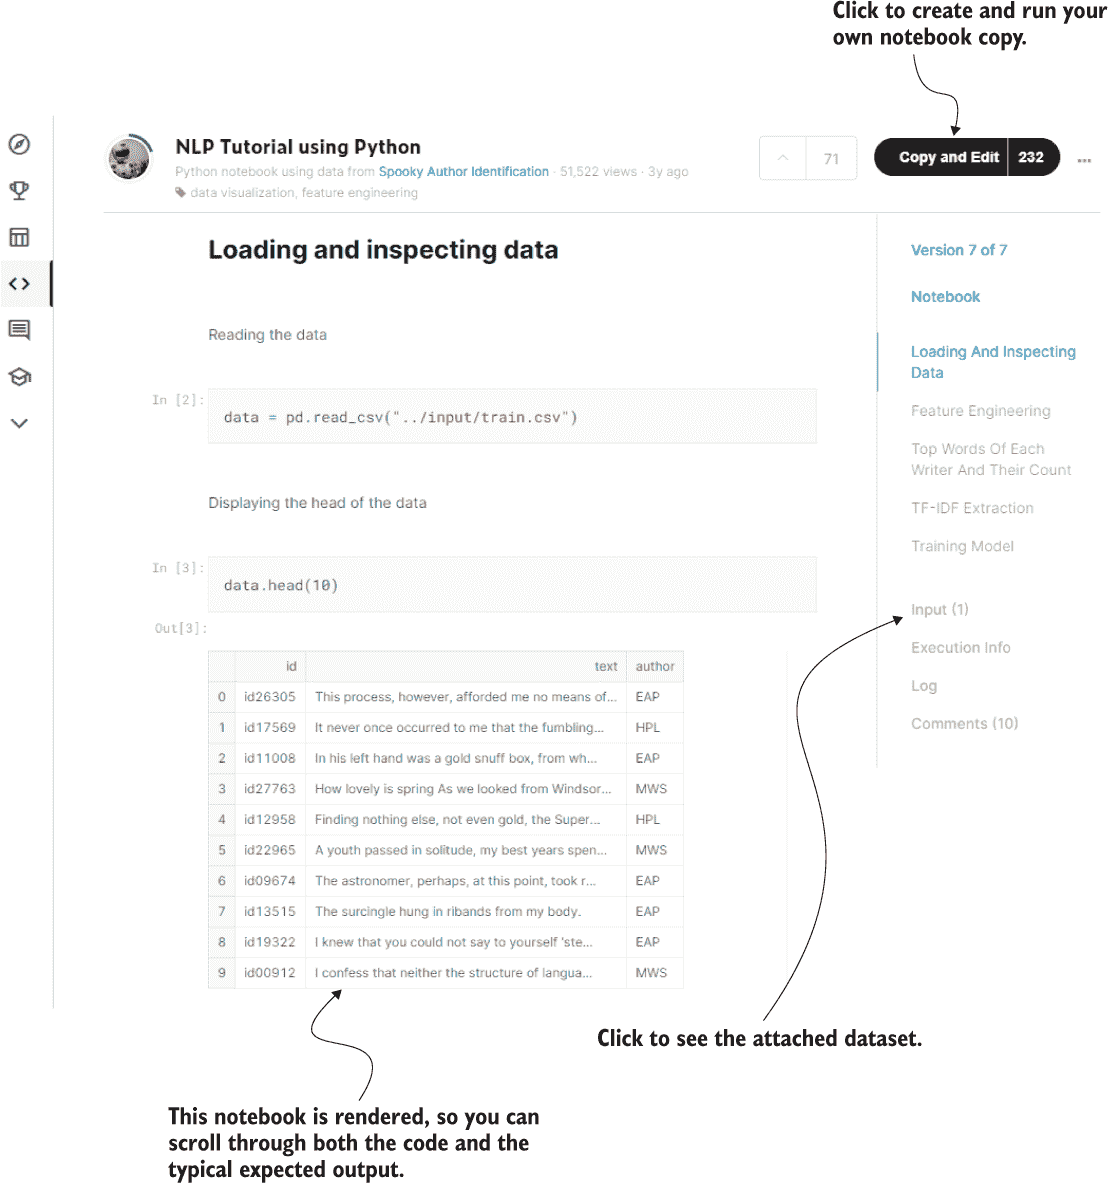 Click to create and run your
own notebook copy.
NLP Tutorial using Python
Python notebook using data from Spooky Author Identification · 51,522 views · 3y ago
data visualization, feature engineering
71
Copy and Edit 232
Loading and inspecting data
Reading the data
In [2]:
data = pd.read_csv("../input/train.csv")
Displaying the head of the data
In [3]:
data.head(10)
Out[3]:
id text author
0 id26305 This process, however, afforded me no means of... EAP
1 id17569 It never once occurred to me that the fumbling... HPL
2 id11008 In his left hand was a gold snuff box, from wh... EAP
3 id27763 How lovely is spring As we looked from Windsor... MWS
4 id12958 Finding nothing else, not even gold, the Super... HPL
5 id22965 A youth passed in solitude, my best years spen... MWS
6 id09674 The astronomer, perhaps, at this point, took r... EAP
7 id13515 The surcingle hung in ribands from my body. EAP
8 id19322 I knew that you could not say to yourself 'ste... EAP
9 id00912 I confess that neither the structure of langua... MWS
Version 7 of 7
Notebook
Loading And Inspecting
Data
Feature Engineering
Top Words Of Each
Writer And Their Count
TF-IDF Extraction
Training Model
Input (1)
Execution Info
Log
Comments (10)
Click to see the attached dataset.
This notebook is rendered, so you can
scroll through both the code and the
typical expected output.